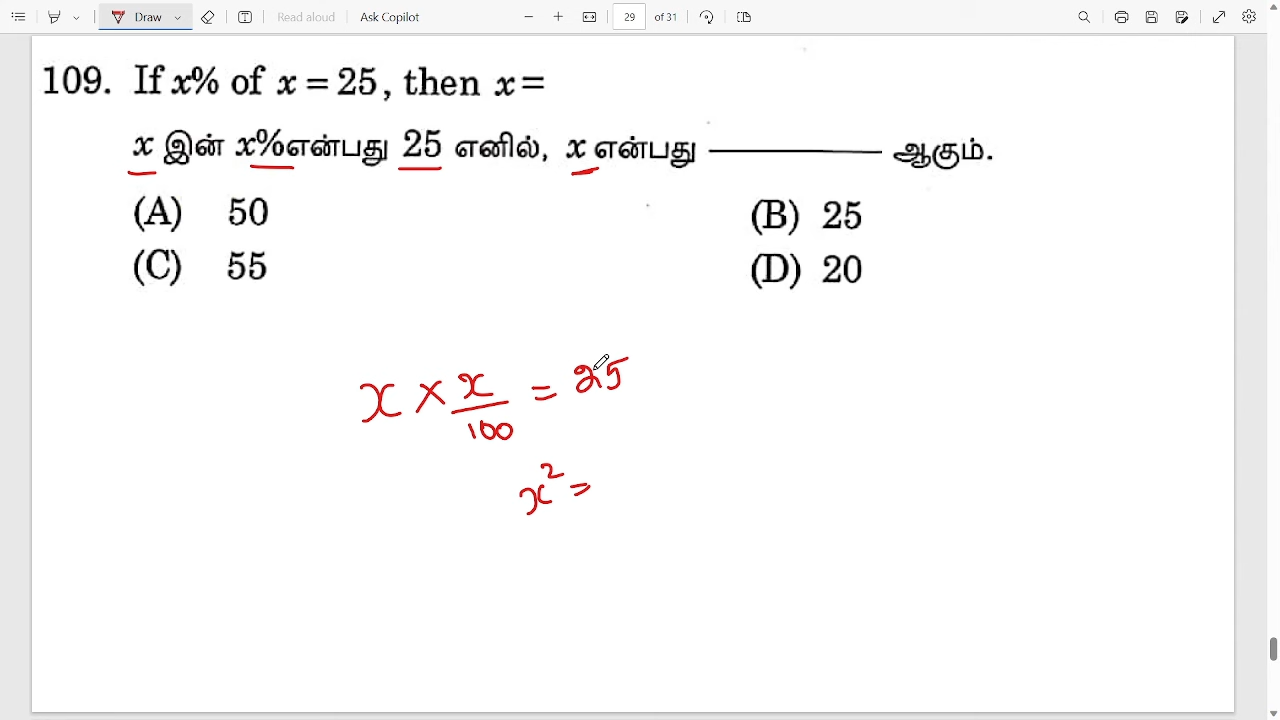 Draw Read aloud Ask Copilot 29 of 31
109. If x% of x = 25, then x =
x இன் x% என்பது 25 எனில், x என்பது ———— ஆகும்.
(A) 50 (B) 25
(C) 55 (D) 20
x × x/100 = 25
x² =